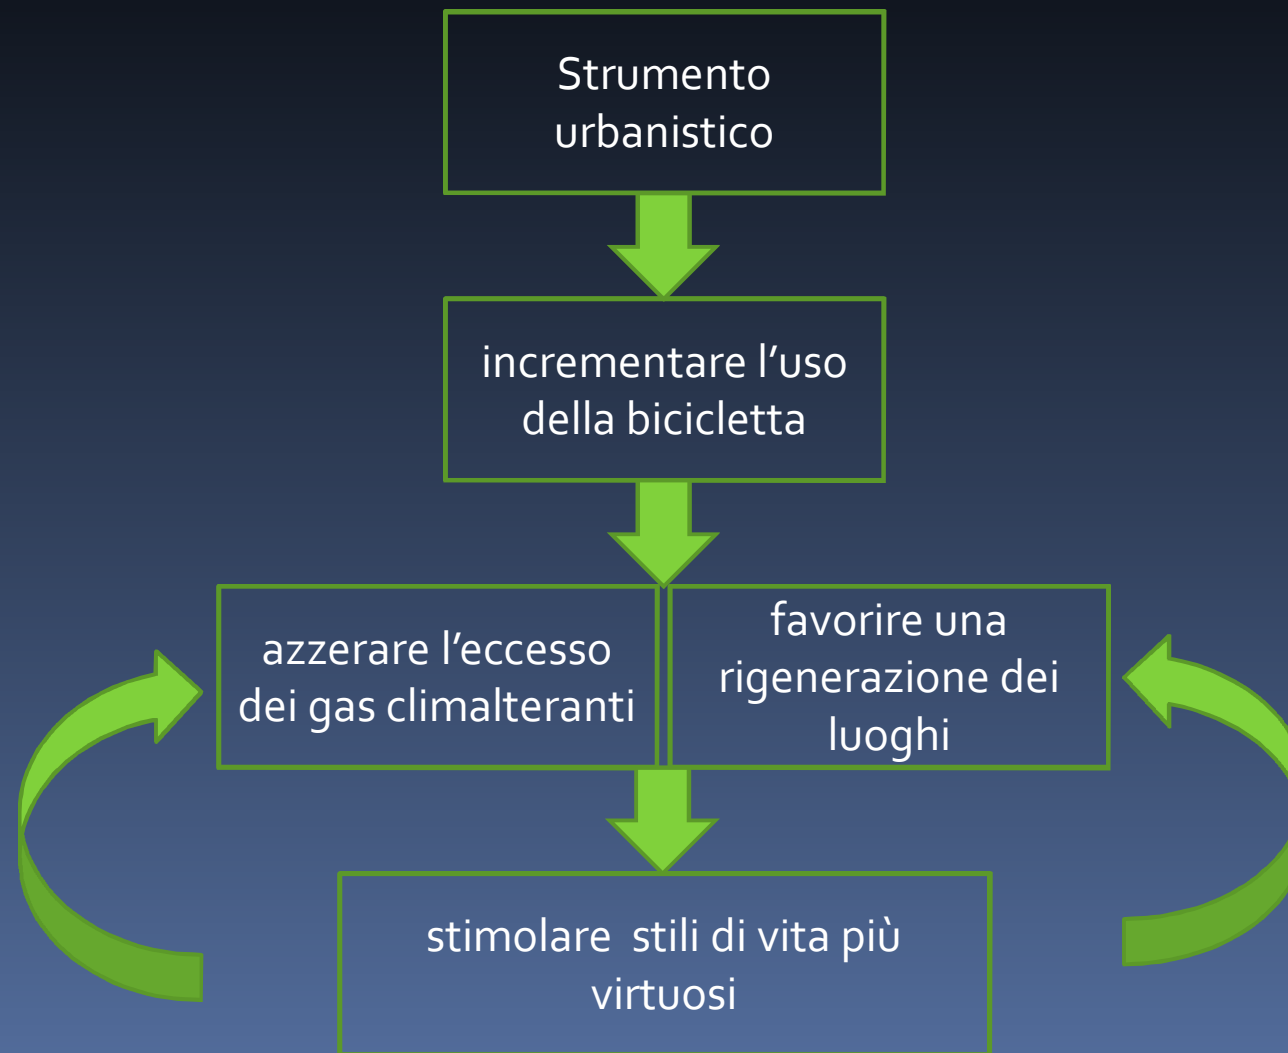 Strumento
urbanistico
incrementare l’uso
della bicicletta
azzerare l’eccesso
dei gas climalteranti
favorire una
rigenerazione dei
luoghi
stimolare  stili di vita più
virtuosi